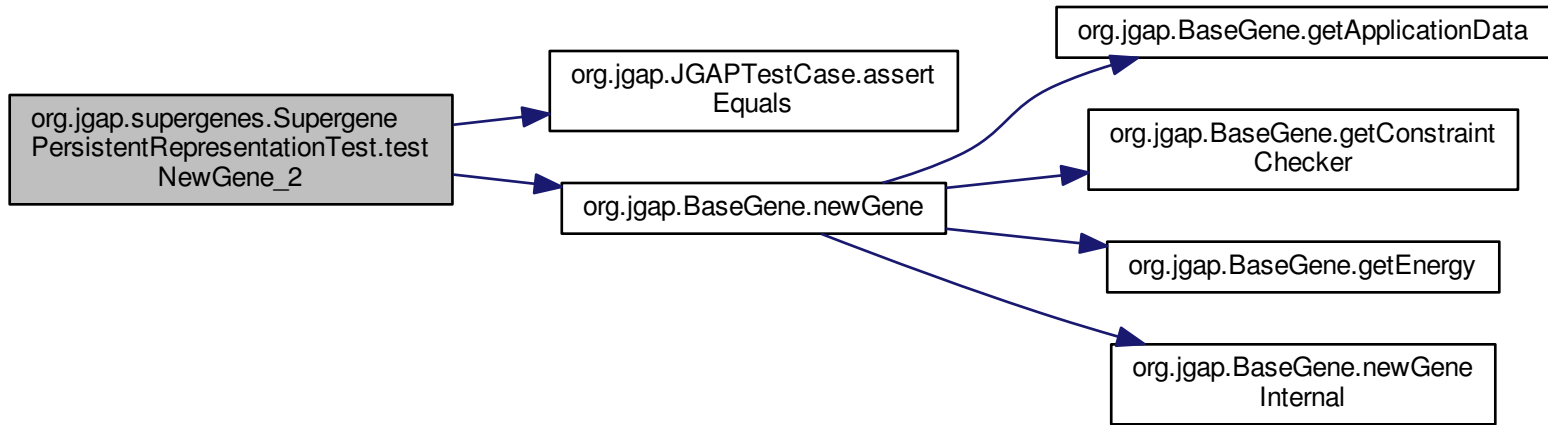 org.jgap.supergenes.Supergene
PersistentRepresentationTest.test
NewGene_2
org.jgap.JGAPTestCase.assert
Equals
org.jgap.BaseGene.newGene
org.jgap.BaseGene.getApplicationData
org.jgap.BaseGene.getConstraint
Checker
org.jgap.BaseGene.getEnergy
org.jgap.BaseGene.newGene
Internal